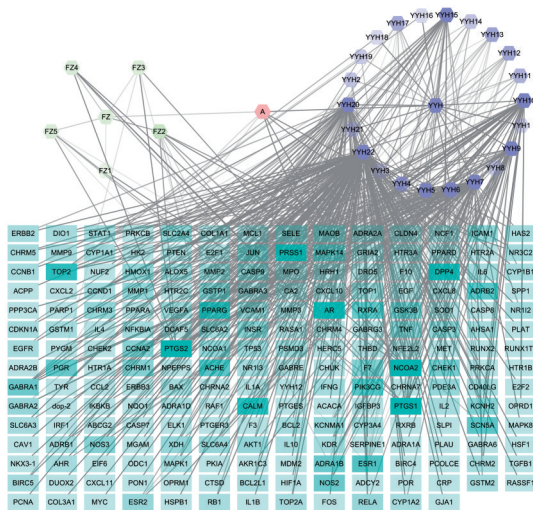 YYH16
YYH15
YYH17
YYH14
YYH18
YYH13
YYH12
YYH19
FZ4
FZ3
YYH11
YYH2
YYH10
YYH20
YYH
FZ
A
YYH1
FZ5
FZ2
YYH21
YYH9
YYH22
YYH8
FZ1
YYH3
YYH4
YYH5
YYH6
YYH7
ERBB2 DIO1 STAT1 PRKCB SLC2A4 COL1A1 MCL1 SELE MAOB ADRA2A CLDN4 NCF1 ICAM1 HAS2
CHRM5 MMP9 CYP1A1 HK2 PTEN E2F1 JUN PRSS1 MAPK14 GRIA2 HTR3A PPARD HTR2A NR3C2
CCNB1 TOP2 NUF2 HMOX1 ALOX5 MMP2 CASP9 MPO HRH1 DRD5 F10 DPP4 IL6 CYP1B1
ACPP CXCL2 CCND1 MMP1 HTR2C GSTP1 GABRA3 CA2 CXCL10 TOP1 EGF CXCL8 ADRB2 SPP1
PPP3CA PARP1 CHRM3 PPARA VEGFA PPARG VCAM1 MMP3 AR RXRA GSK3B SOD1 CASP8 NR1I2
CDKN1A GSTM1 IL4 NFKBIA DCAF5 SLC6A2 INSR RASA1 CHRM4 GABRG3 TNF CASP3 AHSA1 PLAT
EGFR PYGM CHEK2 CCNA2 PTGS2 NCOA1 TP53 PSMD3 HERC5 THBD NFE2L2 MET RUNX2 RUNX1T1
ADRA2B PGR HTR1A CHRM1 NPEPPS ACHE NR1I3 GABRE CHUK F7 NCOA2 CHEK1 PRKCA HTR1B
GABRA1 TYR CCL2 ERBB3 BAX CHRNA2 IL1A YYH12 IFNG PIK3CG CHRNA7 PDE3A CD40LG E2F2
GABRA2 dop-2 IKBKB NQO1 ADRA1D RAF1 CALM PTGES ACACA IGFBP3 PTGS1 IL2 KCNH2 OPRD1
SLC6A3 IRF1 ABCG2 CASP7 ELK1 PTGER3 F3 BCL2 KCNMA1 CYP3A4 RXRB SLPI SCN5A MAPK8
CAV1 ADRB1 NOS3 MGAM XDH SLC6A4 AKT1 IL10 KDR SERPINE1 ADRA1A PLAU GABRA6 HSF1
NKX3-1 AHR EIF6 ODC1 MAPK1 PKIA AKR1C3 MDM2 ADRA1B ESR1 BIRC4 PCOLCE CHRM2 TGFB1
BIRC5 DUOX2 CXCL11 PON1 OPRM1 CTSD BCL2L1 HIF1A NOS2 ADCY2 POR CRP GSTM2 RASSF1
PCNA COL3A1 MYC ESR2 HSPB1 RB1 IL1B TOP2A FOS RELA CYP1A2 GJA1